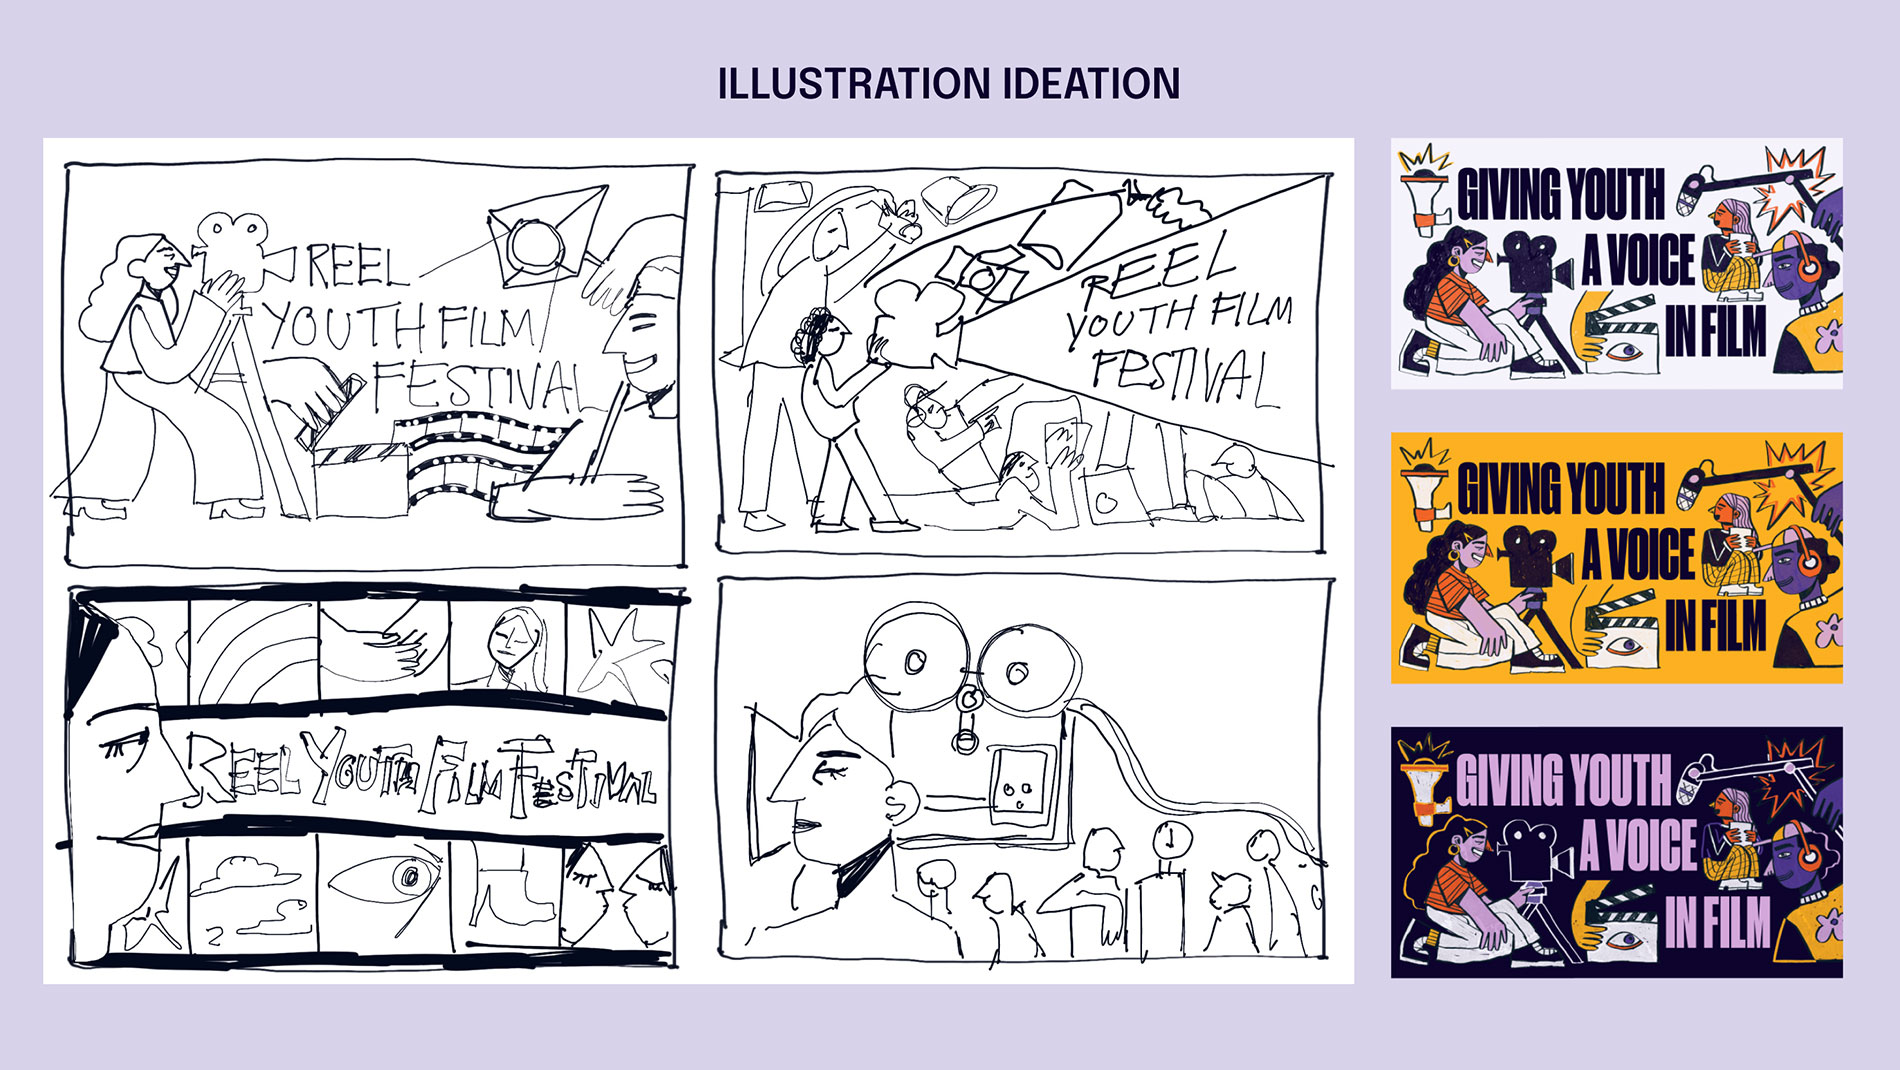 ILLUSTRATION IDEATION
REEL
YOUTH FILM
FESTIVAL
REEL
YOUTH FILM
FESTIVAL
REEL YOUTH FILM FESTIVAL
GIVING YOUTH
A VOICE
IN FILM
GIVING YOUTH
A VOICE
IN FILM
GIVING YOUTH
A VOICE
IN FILM